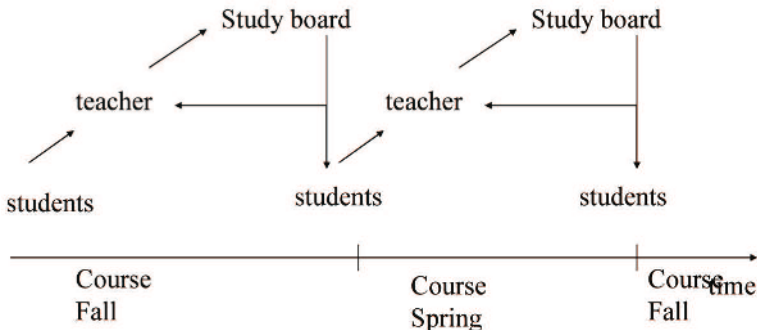 Study board
Study board
teacher
teacher
students
students
students
Course
Fall
Course
Spring
Course
Fall
time